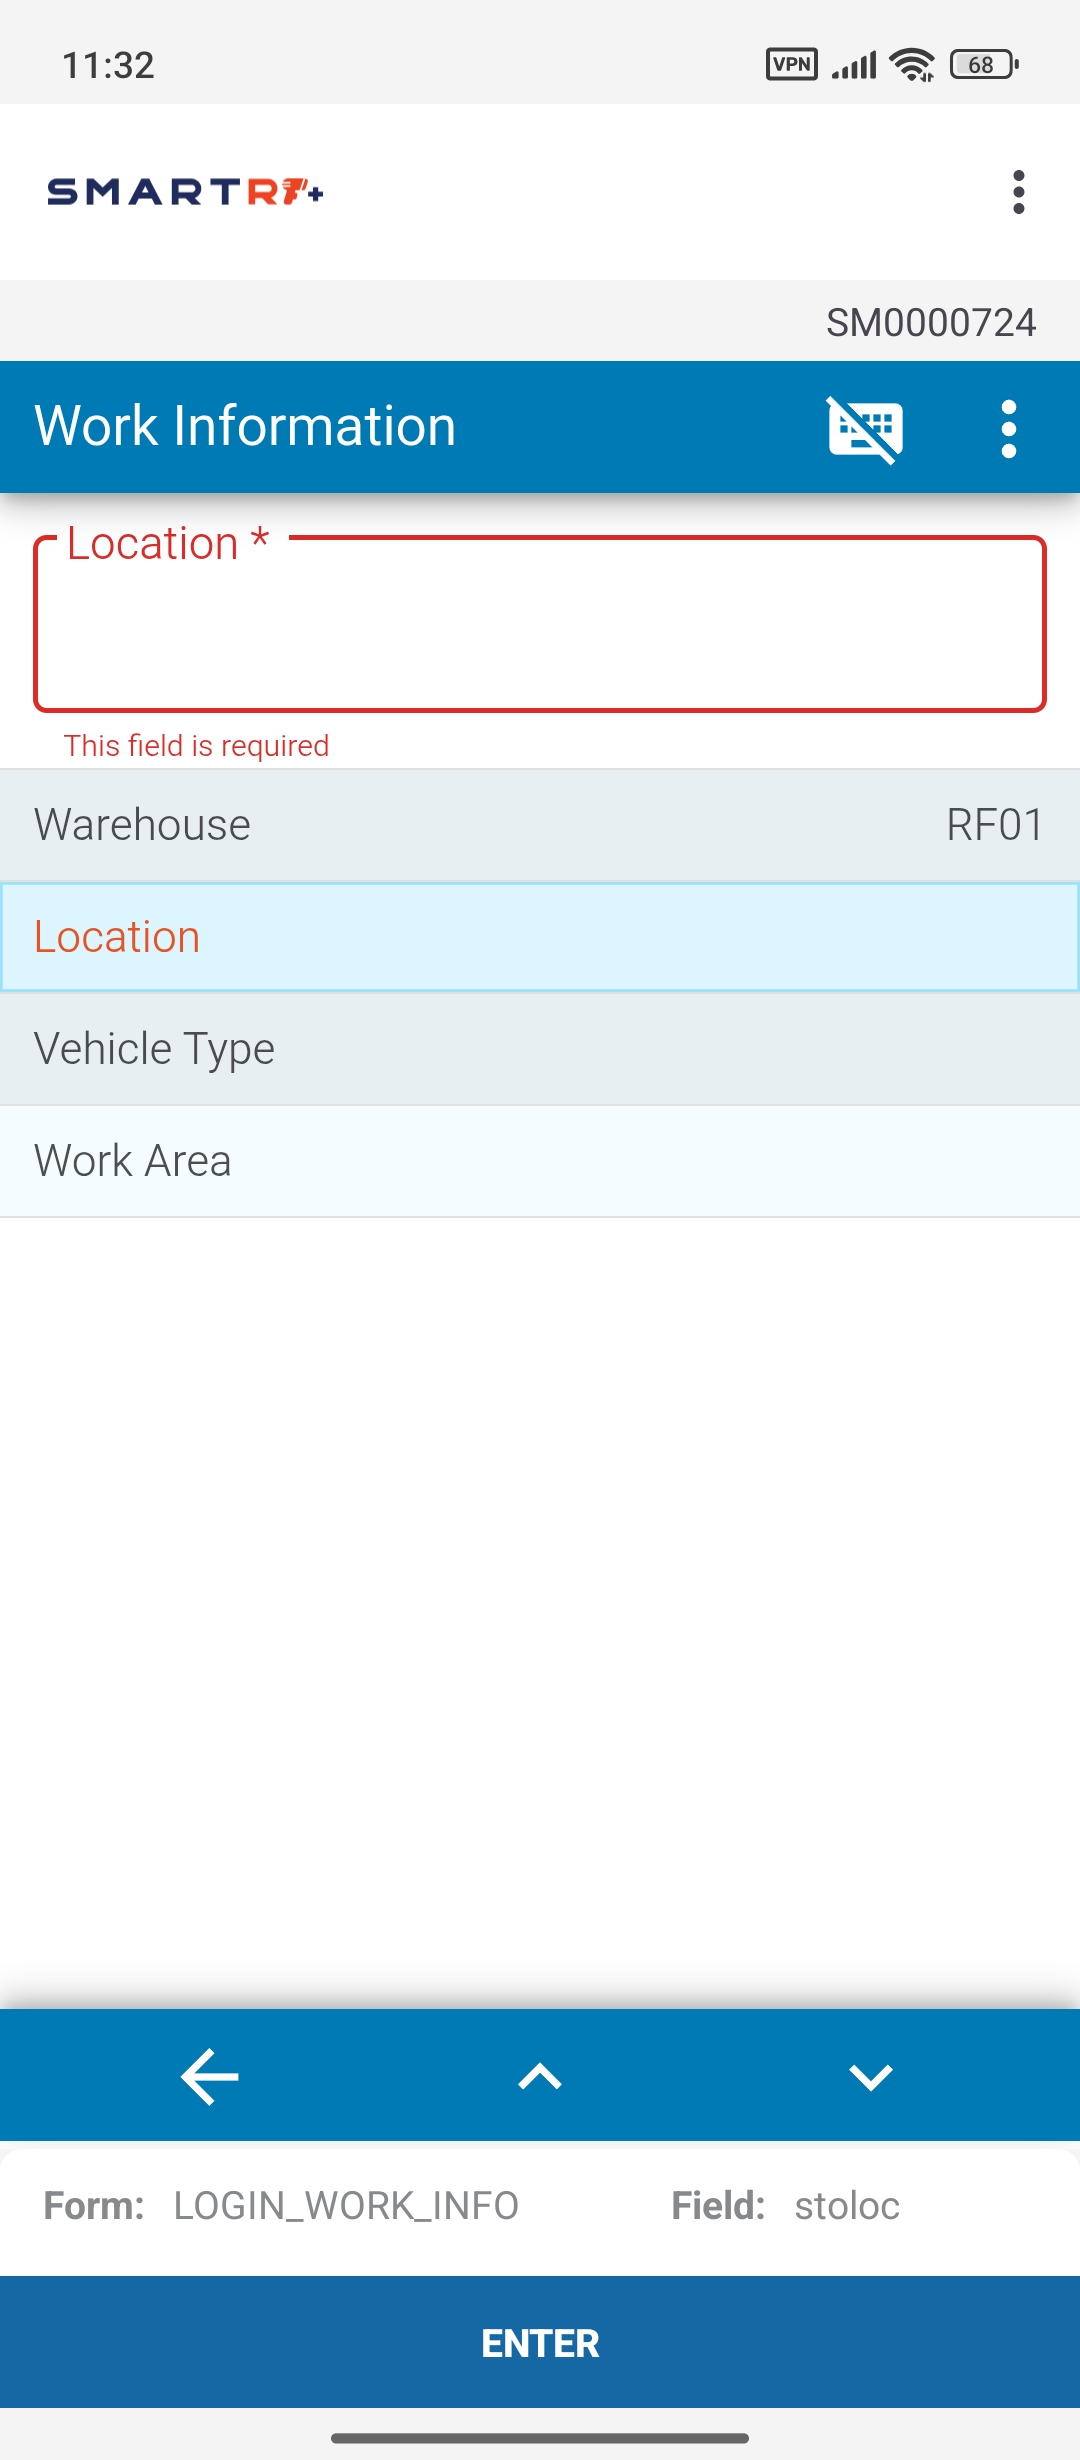 11:32
VPN
68
SMARTRF+
SM0000724
Work Information
Location *
This field is required
Warehouse RF01
Location
Vehicle Type
Work Area
Form: LOGIN_WORK_INFO Field: stoloc
ENTER